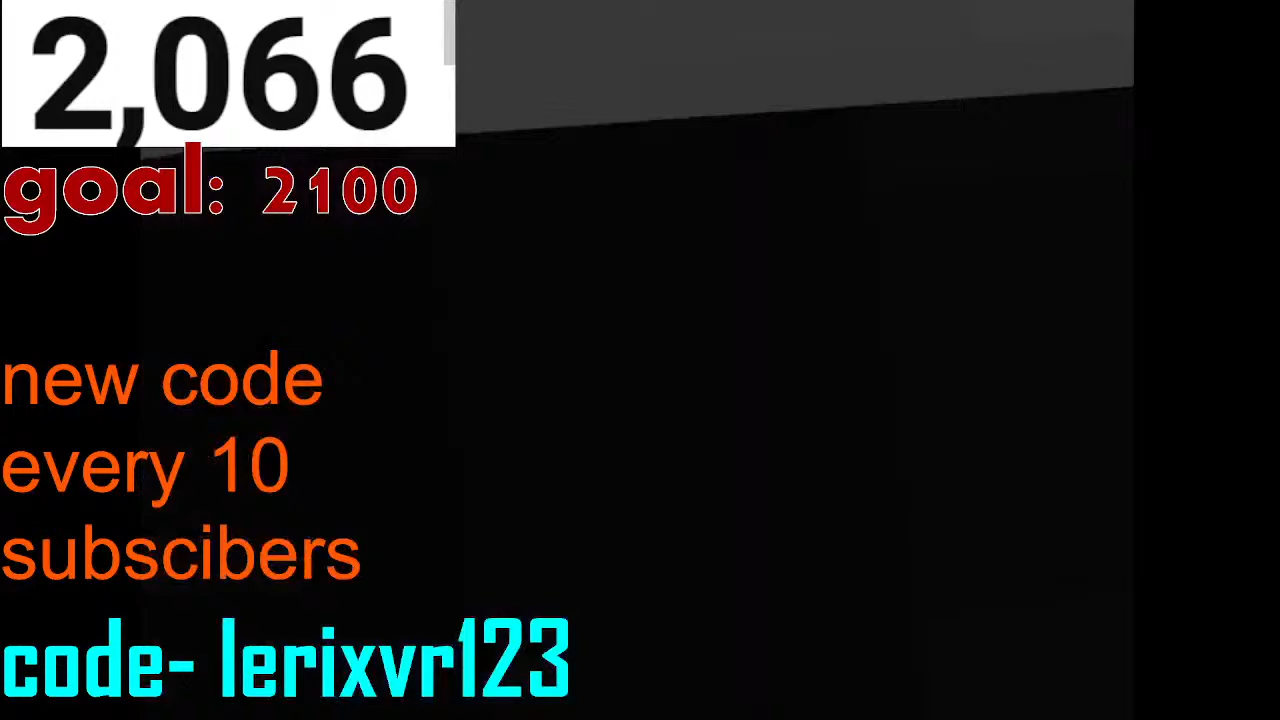 2,066
goal: 2100
new code
every 10
subscibers
code- lerixvr123